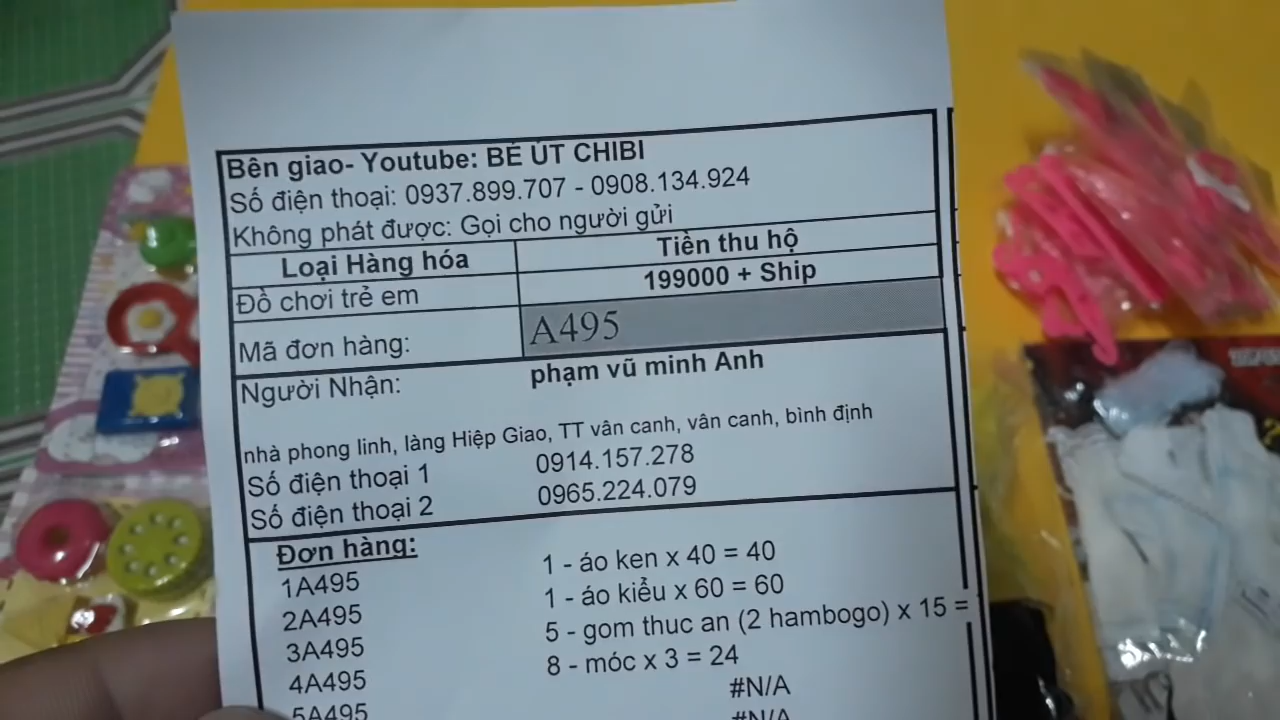 Bên giao- Youtube: BÉ ÚT CHIBI
Số điện thoại: 0937.899.707 - 0908.134.924
Không phát được: Gọi cho người gửi
Loại Hàng hóa Tiền thu hộ
Đồ chơi trẻ em 199000 + Ship
Mã đơn hàng: A495
Người Nhận: phạm vũ minh Anh
nhà phong linh, làng Hiệp Giao, TT vân canh, vân canh, bình định
Số điện thoại 1 0914.157.278
Số điện thoại 2 0965.224.079
Đơn hàng:
1A495 1 - áo ken x 40 = 40
2A495 1 - áo kiểu x 60 = 60
3A495 5 - gom thuc an (2 hambogo) x 15 =
4A495 8 - móc x 3 = 24
5A495 #N/A
#N/A